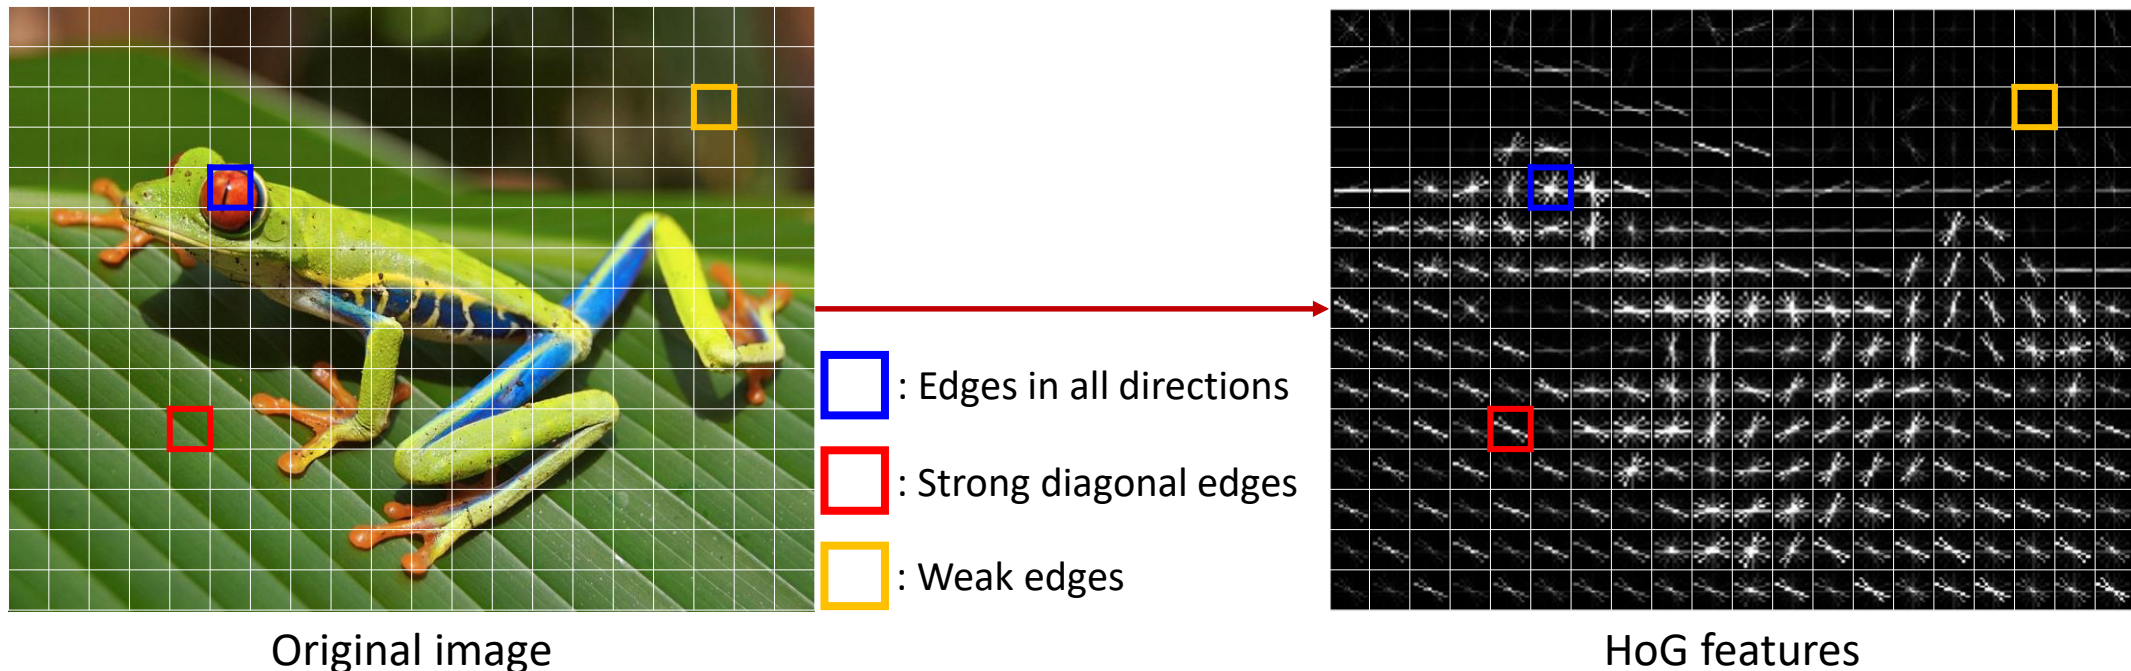 : Edges in all directions
: Strong diagonal edges
: Weak edges
Original image
HoG features